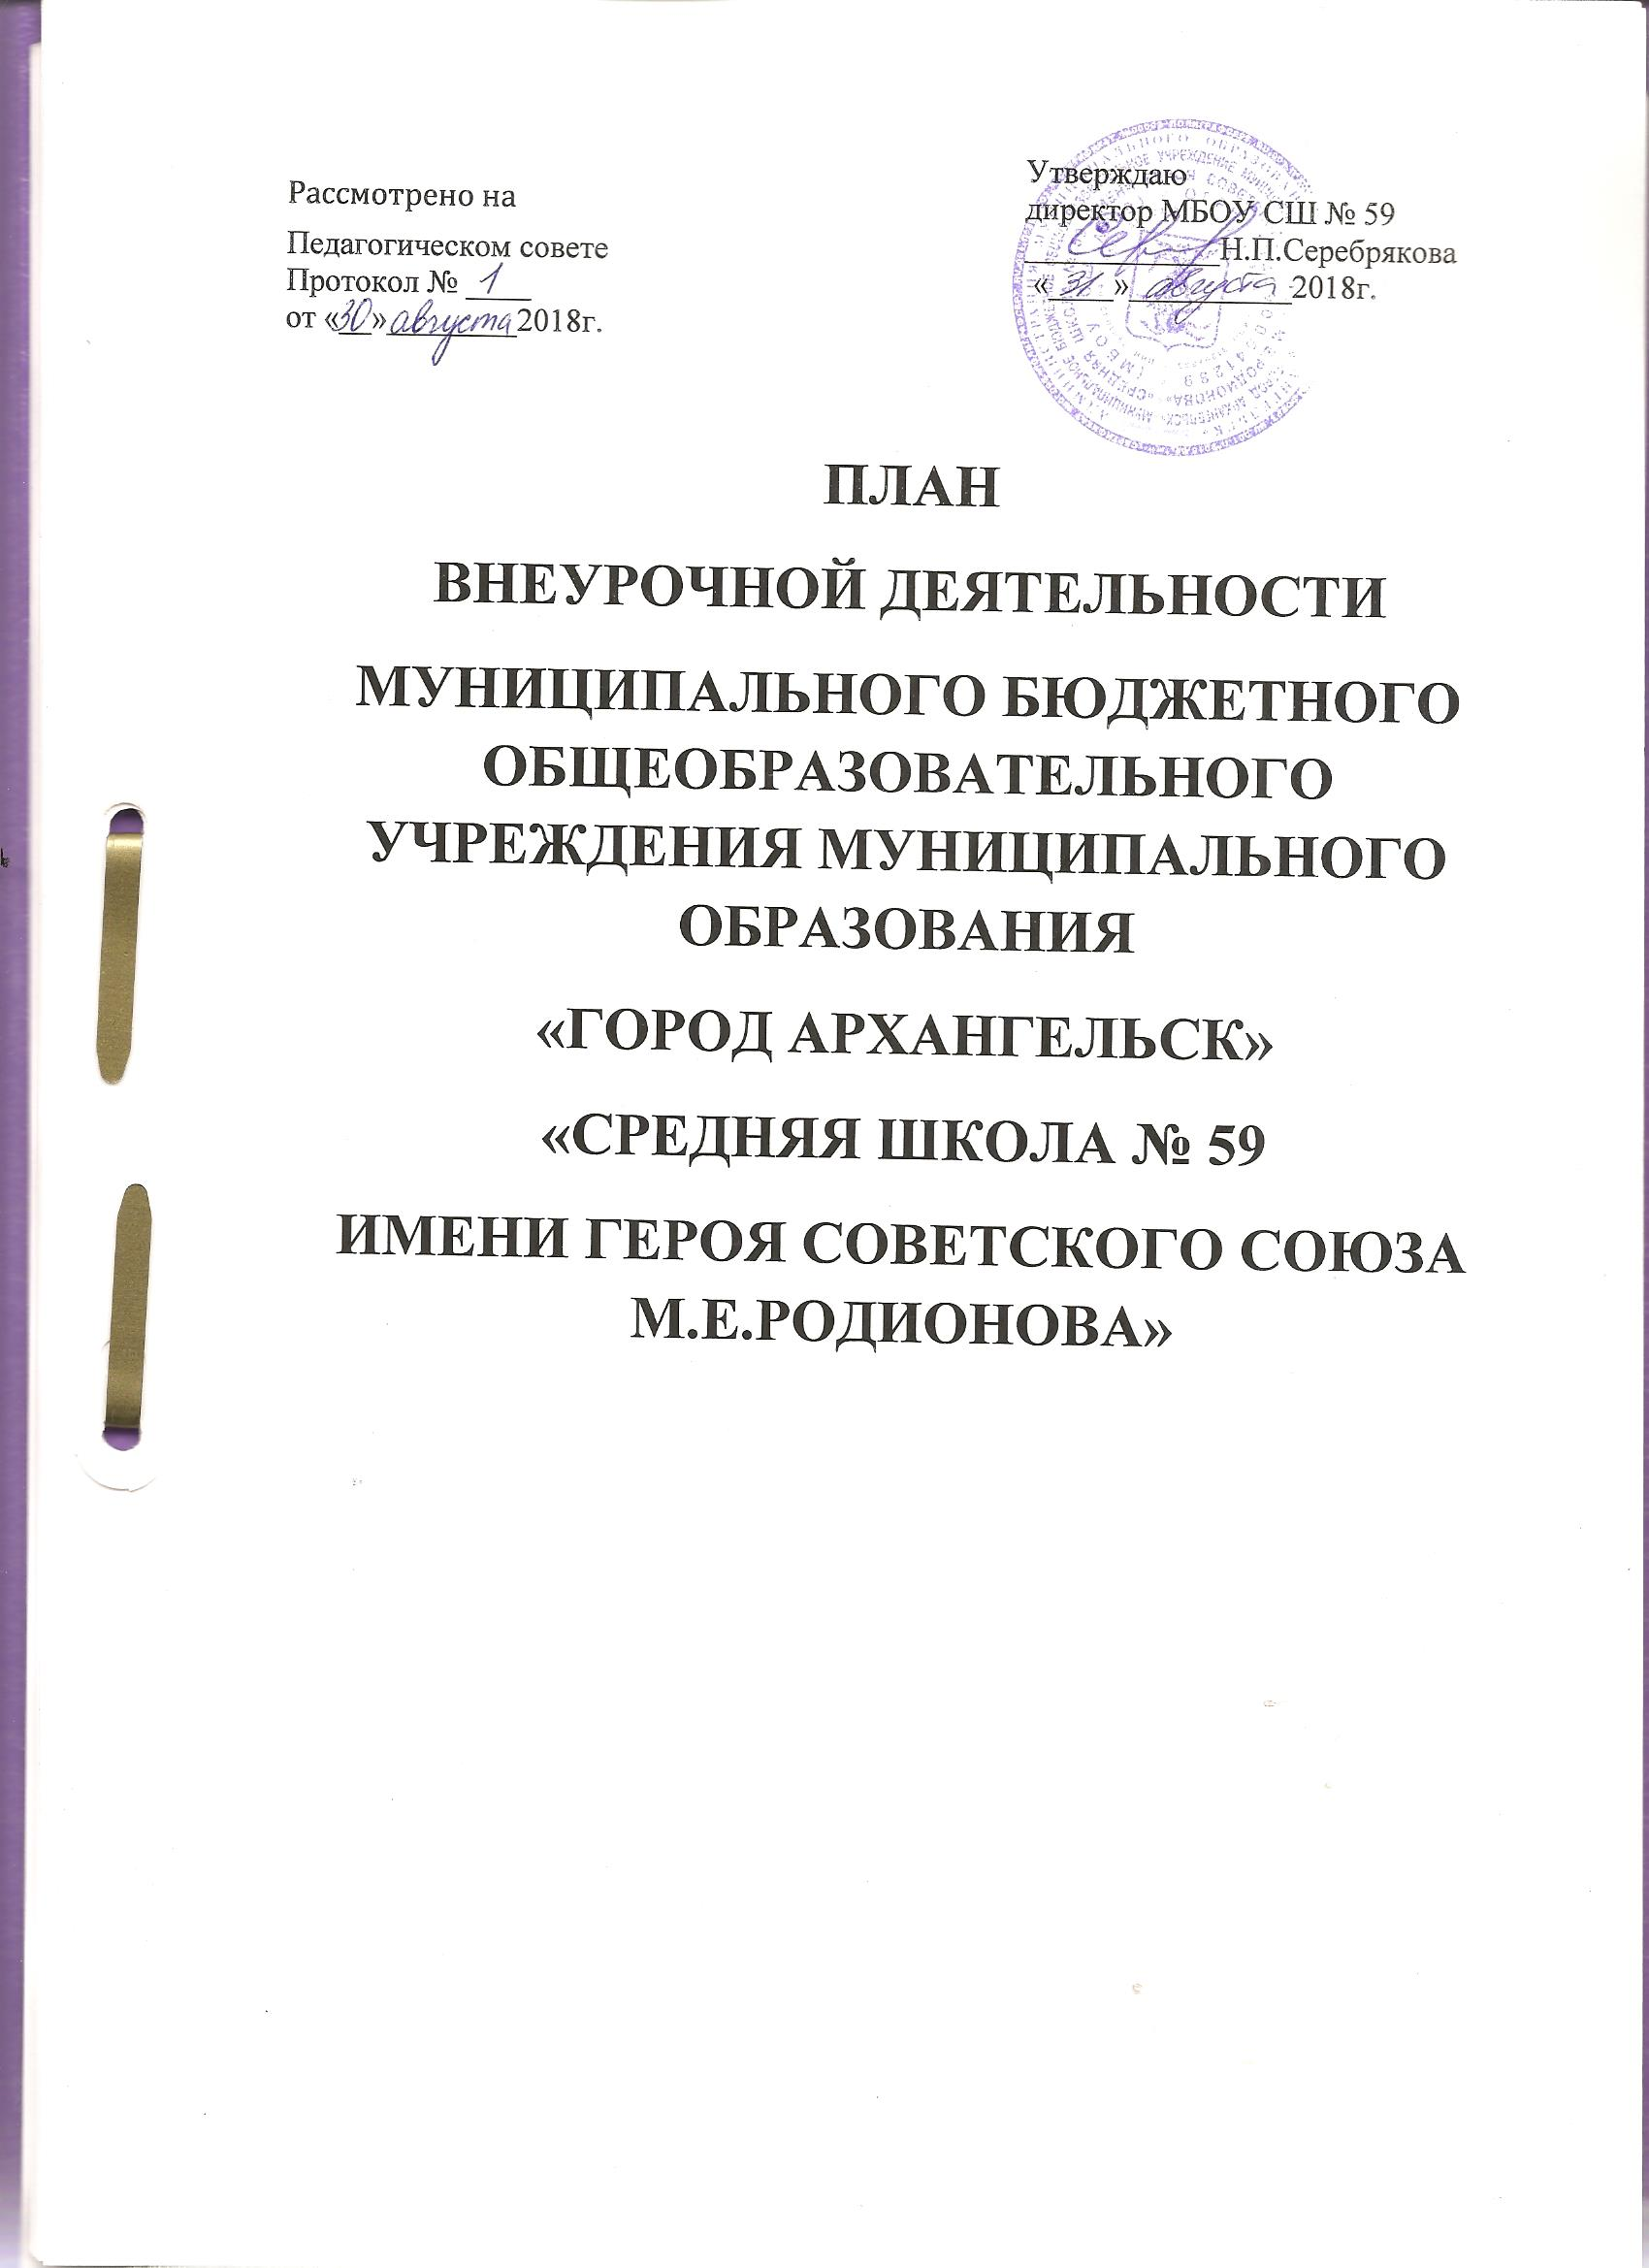 Рассмотрено на
Педагогическом совете
Протокол № 1
от «30» августа 2018г.
Утверждаю
директор МБОУ СШ № 59
Н.П.Серебрякова
«31» августа 2018г.
ПЛАН
ВНЕУРОЧНОЙ ДЕЯТЕЛЬНОСТИ
МУНИЦИПАЛЬНОГО БЮДЖЕТНОГО
ОБЩЕОБРАЗОВАТЕЛЬНОГО
УЧРЕЖДЕНИЯ МУНИЦИПАЛЬНОГО
ОБРАЗОВАНИЯ
«ГОРОД АРХАНГЕЛЬСК»
«СРЕДНЯЯ ШКОЛА № 59
ИМЕНИ ГЕРОЯ СОВЕТСКОГО СОЮЗА
М.Е.РОДИОНОВА»